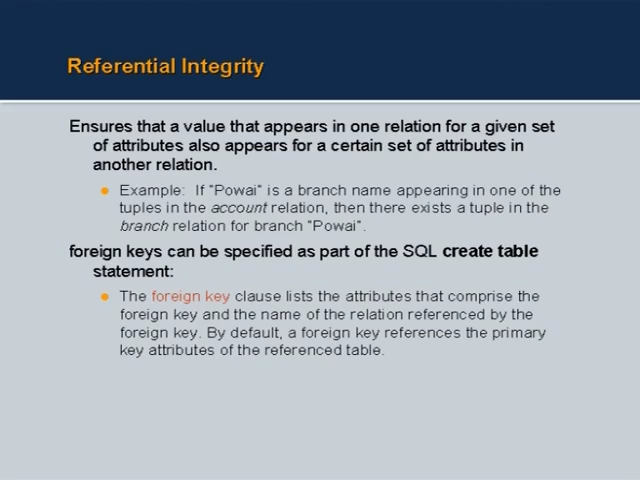 Referential Integrity
Ensures that a value that appears in one relation for a given set
of attributes also appears for a certain set of attributes in
another relation.
Example: If "Powai" is a branch name appearing in one of the
tuples in the account relation, then there exists a tuple in the
branch relation for branch "Powai".
foreign keys can be specified as part of the SQL create table
statement:
The foreign key clause lists the attributes that comprise the
foreign key and the name of the relation referenced by the
foreign key. By default, a foreign key references the primary
key attributes of the referenced table.